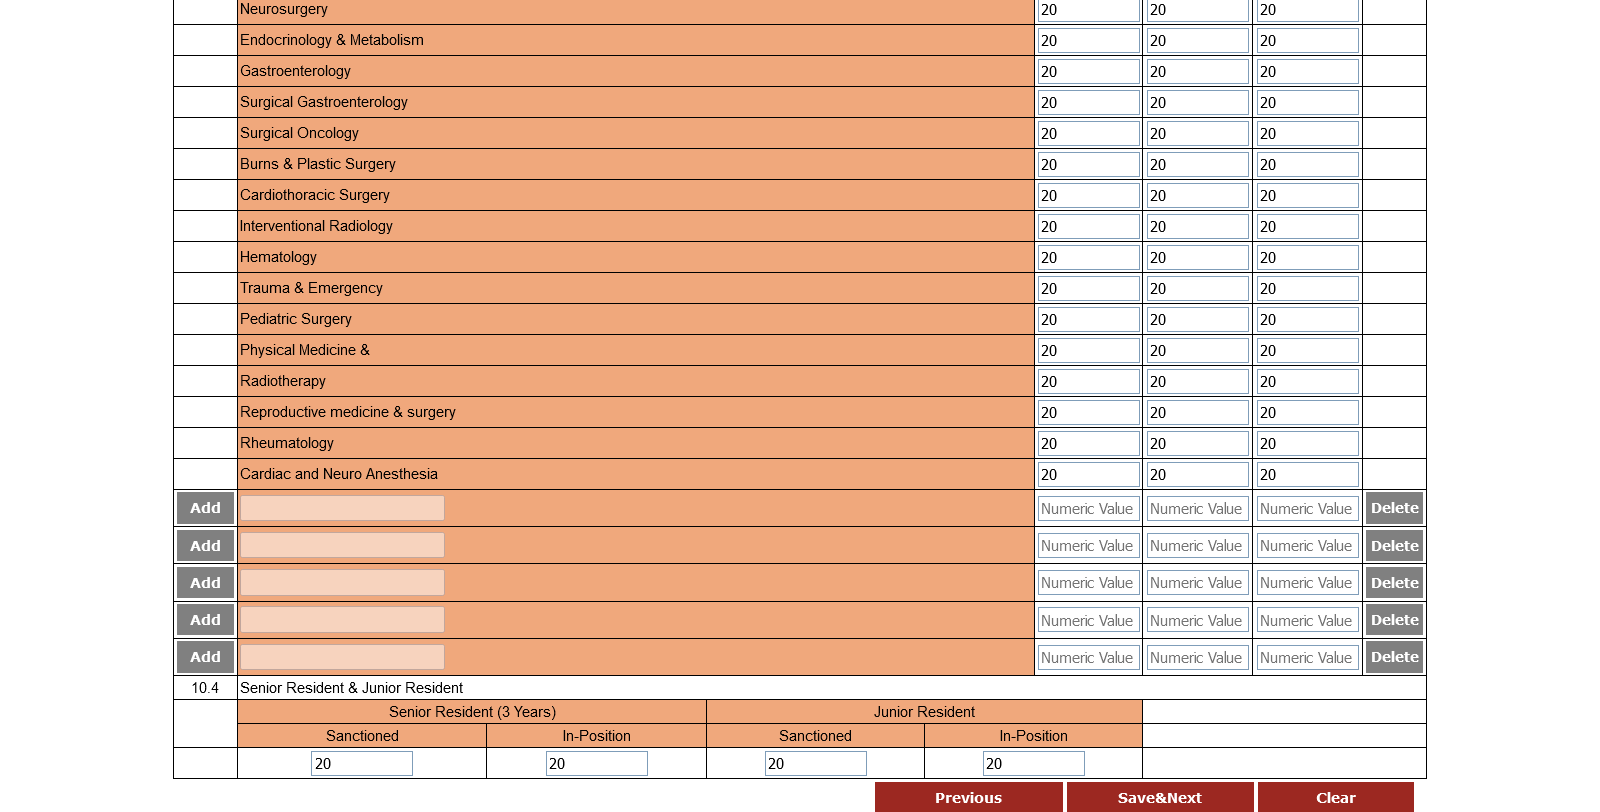 Neurosurgery 20 20 20
Endocrinology & Metabolism 20 20 20
Gastroenterology 20 20 20
Surgical Gastroenterology 20 20 20
Surgical Oncology 20 20 20
Burns & Plastic Surgery 20 20 20
Cardiothoracic Surgery 20 20 20
Interventional Radiology 20 20 20
Hematology 20 20 20
Trauma & Emergency 20 20 20
Pediatric Surgery 20 20 20
Physical Medicine & 20 20 20
Radiotherapy 20 20 20
Reproductive medicine & surgery 20 20 20
Rheumatology 20 20 20
Cardiac and Neuro Anesthesia 20 20 20
Add Numeric Value Numeric Value Numeric Value Delete
Add Numeric Value Numeric Value Numeric Value Delete
Add Numeric Value Numeric Value Numeric Value Delete
Add Numeric Value Numeric Value Numeric Value Delete
Add Numeric Value Numeric Value Numeric Value Delete
10.4 Senior Resident & Junior Resident
Senior Resident (3 Years) Junior Resident
Sanctioned In-Position Sanctioned In-Position
20 20 20 20
Previous Save&Next Clear